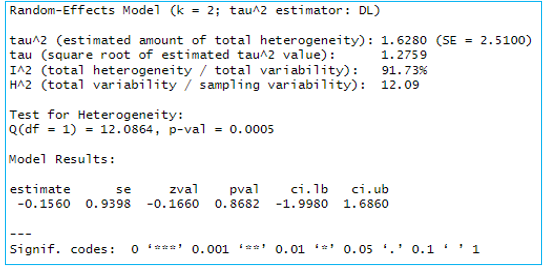 Random-Effects Model (k = 2; tau^2 estimator: DL)
tau^2 (estimated amount of total heterogeneity): 1.6280 (SE = 2.5100)
tau (square root of estimated tau^2 value): 1.2759
I^2 (total heterogeneity / total variability): 91.73%
H^2 (total variability / sampling variability): 12.09
Test for Heterogeneity:
Q(df = 1) = 12.0864, p-val = 0.0005
Model Results:
estimate se zval pval ci.lb ci.ub
-0.1560 0.9398 -0.1660 0.8682 -1.9980 1.6860
---
Signif. codes: 0 ‘***’ 0.001 ‘**’ 0.01 ‘*’ 0.05 ‘.’ 0.1 ‘ ’ 1